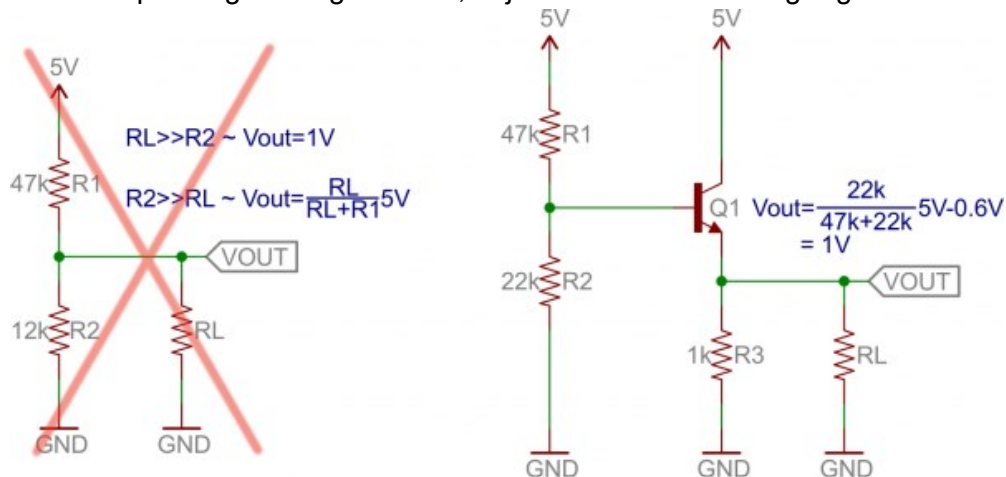 5V
RL>>R2 ~ Vout=1V
47k R1
R2>>RL ~ Vout=RL/RL+R1 5V
VOUT
12k R2
RL
GND
GND
5V
5V
47k R1
Q1
Vout=22k/47k+22k 5V-0.6V
= 1V
22k R2
VOUT
1k R3
RL
GND
GND
GND